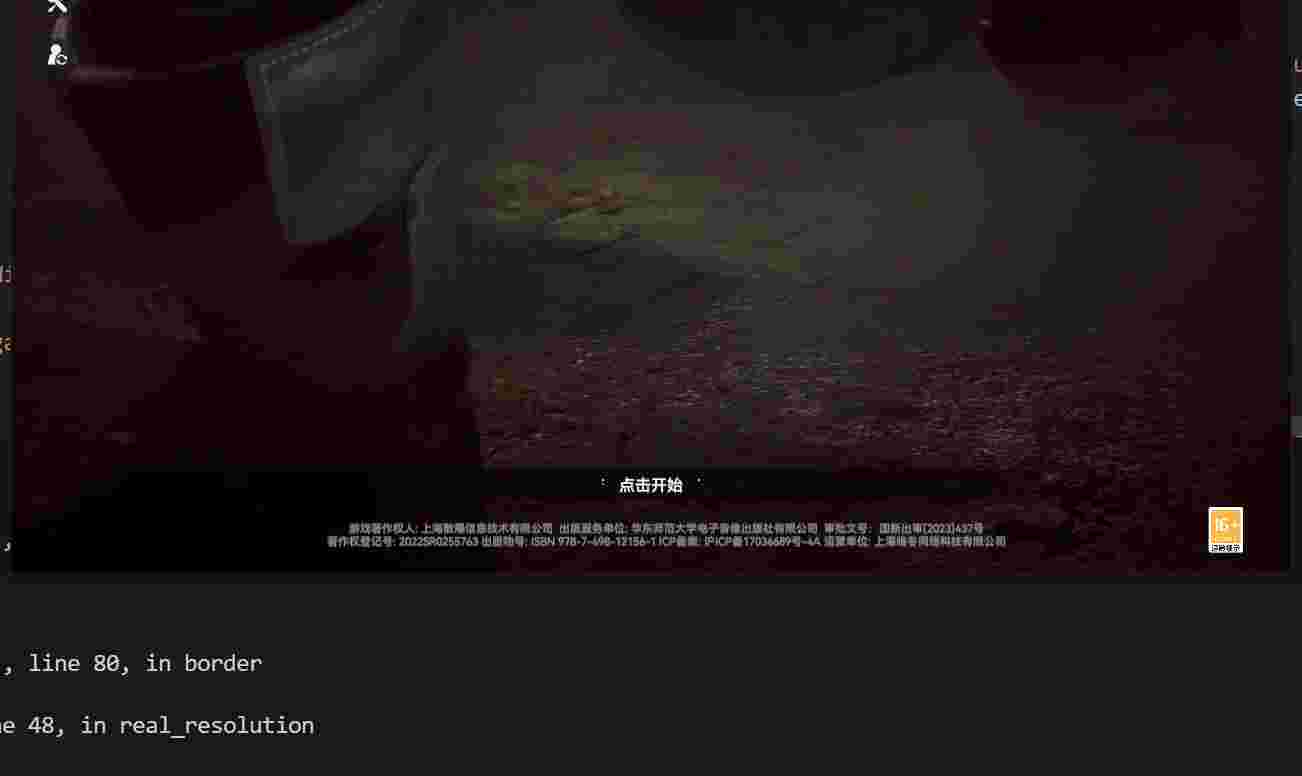 点击开始
游戏著作权人: 上海散爆信息技术有限公司 出版服务单位: 华东师范大学电子音像出版社有限公司 审批文号: 国新出审[2023]437号
著作权登记号: 2022SR0255763 出版物号: ISBN 978-7-498-12156-1 ICP备案: 沪ICP备17036689号-4A 运营单位: 上海暗专网络科技有限公司
16+
, line 80, in border
e 48, in real_resolution